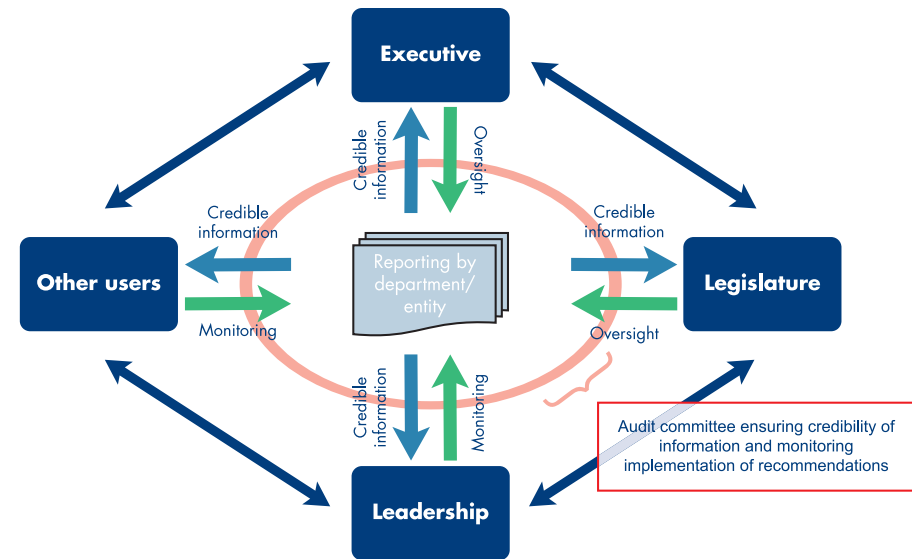 Executive
Credible
information
Oversight
Credible
information
Credible
information
Other users
Reporting by
department/
entity
Legislature
Monitoring
Oversight
Credible
information
Monitoring
Audit committee ensuring credibility of
information and monitoring
implementation of recommendations
Leadership